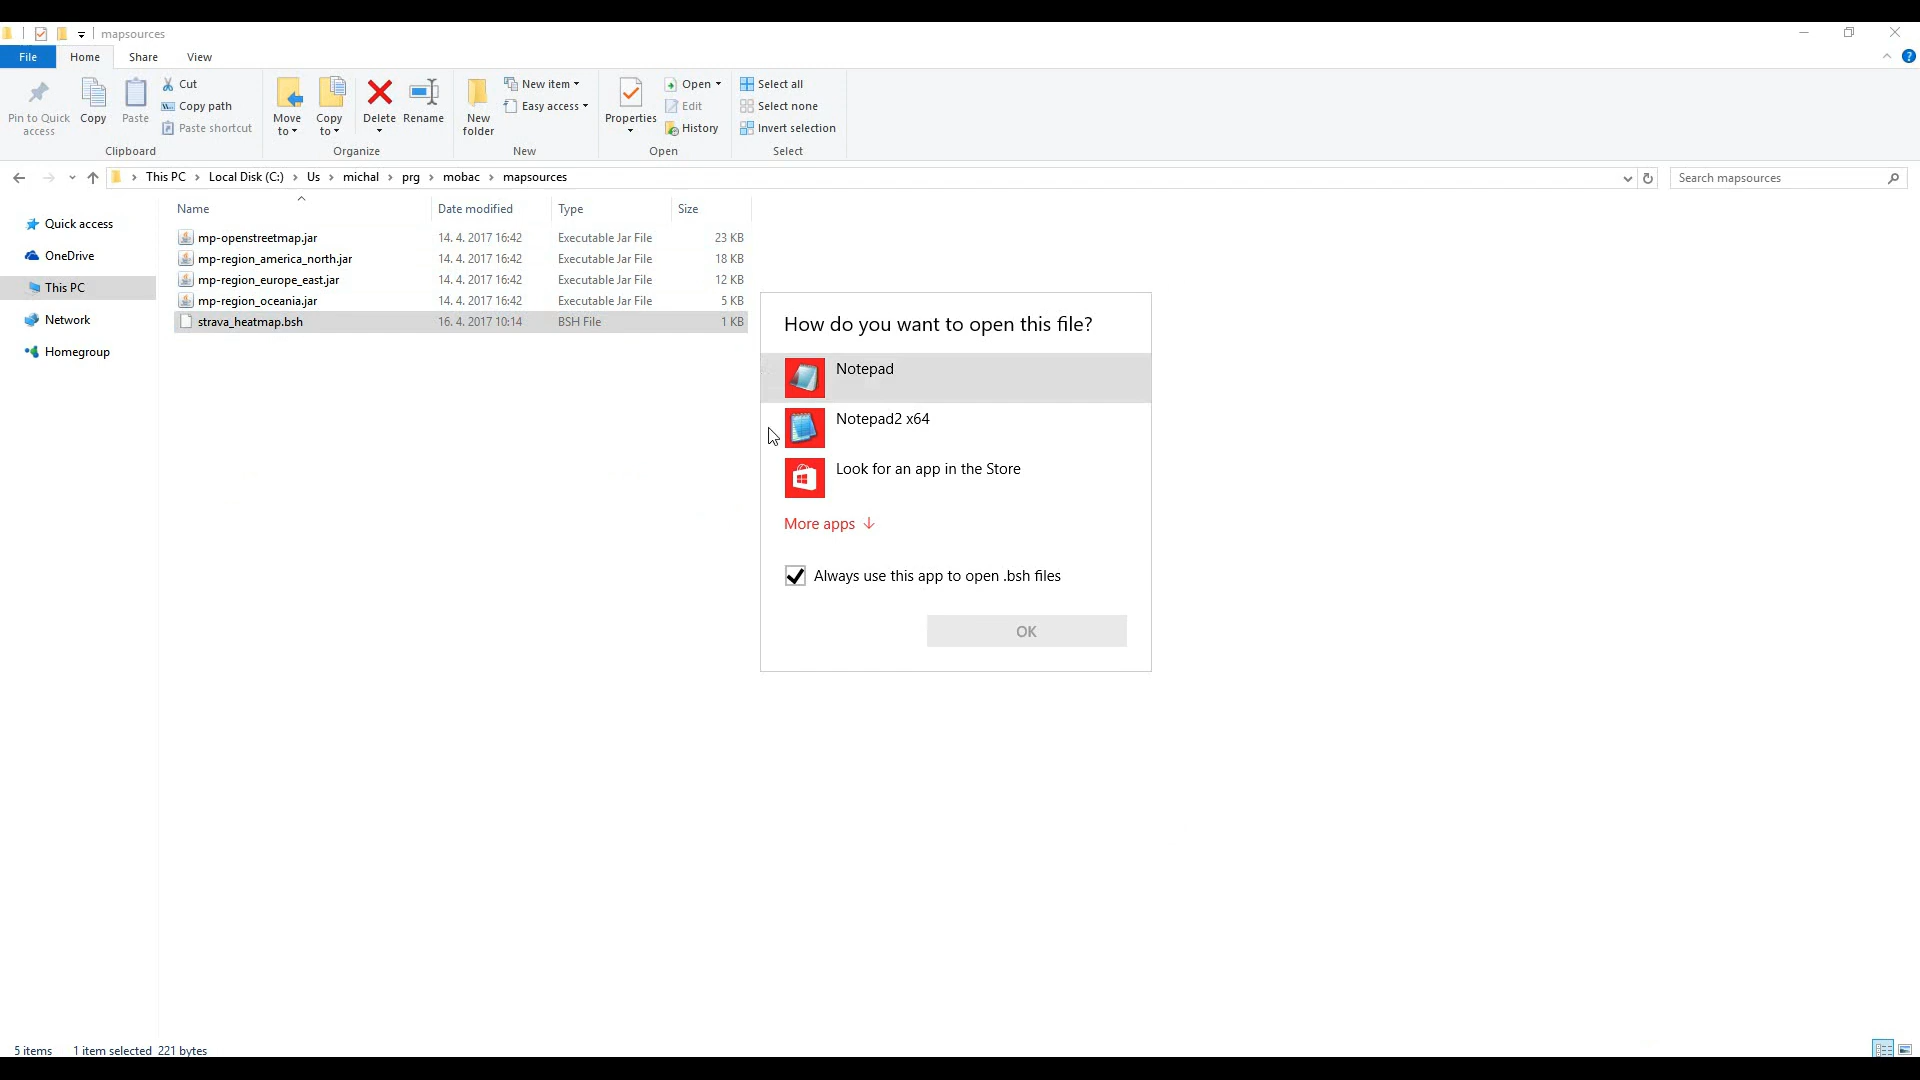 mapsources
File Home Share View
Pin to Quick access
Copy
Paste
Cut
Copy path
Paste shortcut
Clipboard
Move to
Copy to
Delete
Rename
Organize
New folder
New item
Easy access
New
Properties
Open
Edit
History
Open
Select all
Select none
Invert selection
Select
This PC > Local Disk (C:) > Us > michal > prg > mobac > mapsources
Search mapsources
Quick access
OneDrive
This PC
Network
Homegroup
Name Date modified Type Size
mp-openstreetmap.jar 14. 4. 2017 16:42 Executable Jar File 23 KB
mp-region_america_north.jar 14. 4. 2017 16:42 Executable Jar File 18 KB
mp-region_europe_east.jar 14. 4. 2017 16:42 Executable Jar File 12 KB
mp-region_oceania.jar 14. 4. 2017 16:42 Executable Jar File 5 KB
strava_heatmap.bsh 16. 4. 2017 10:14 BSH File 1 KB
How do you want to open this file?
Notepad
Notepad2 x64
Look for an app in the Store
More apps
Always use this app to open .bsh files
OK
5 items 1 item selected 221 bytes